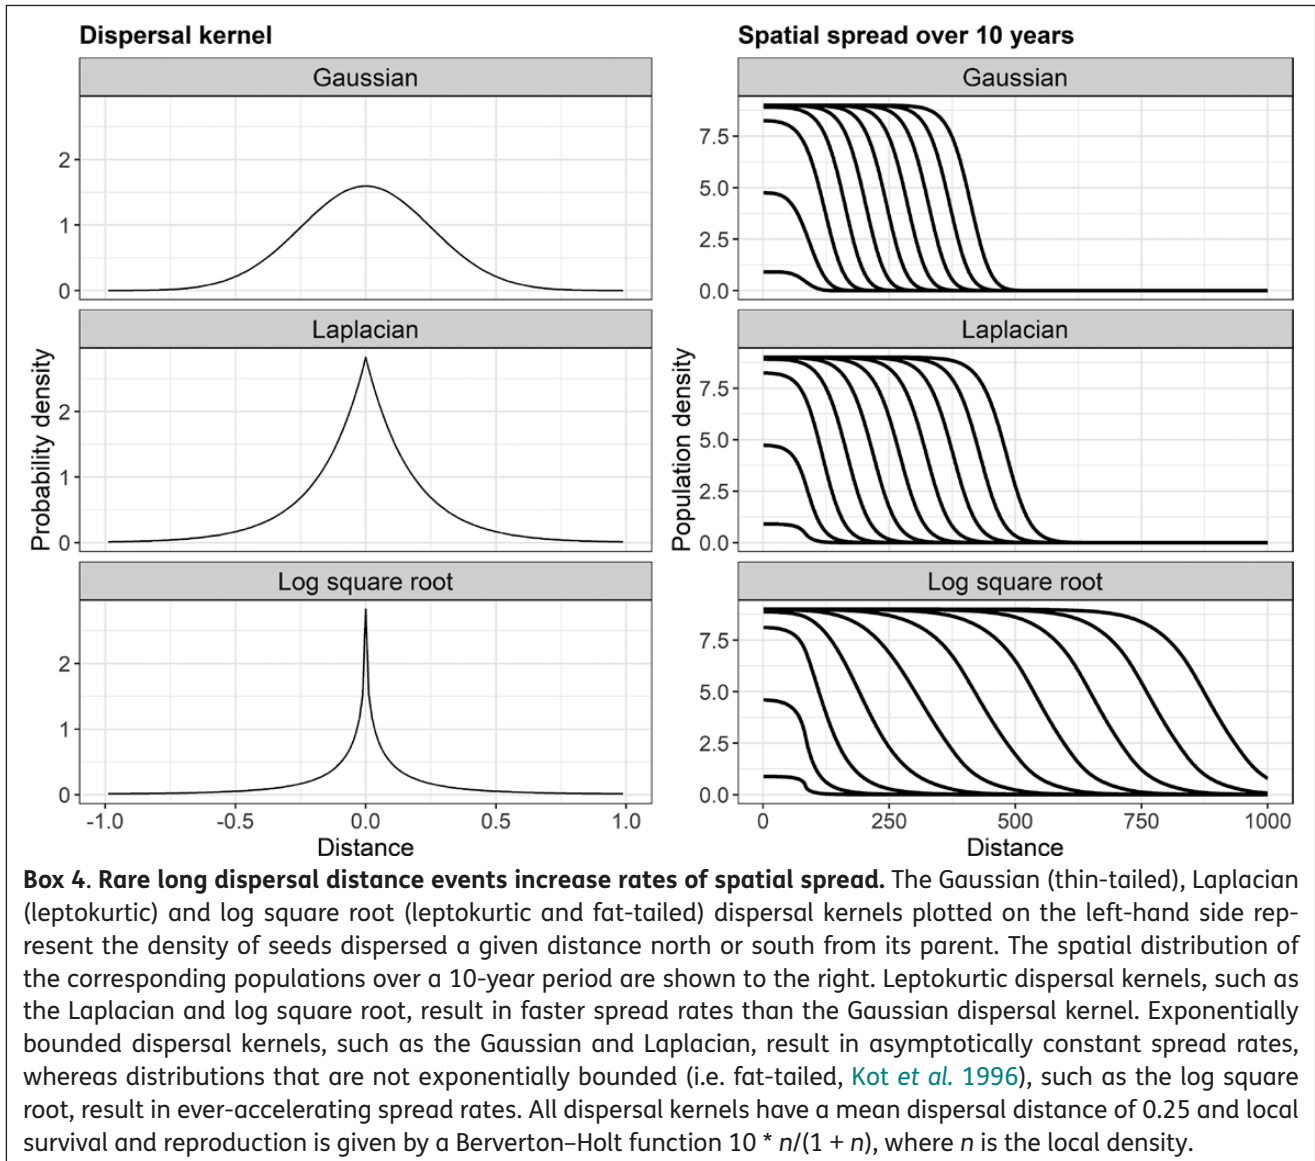 Dispersal kernel
Gaussian
2
1
0
Laplacian
2
1
0
Log square root
2
1
0
-1.0 -0.5 0.0 0.5 1.0
Distance
Probability density
Spatial spread over 10 years
Gaussian
7.5
5.0
2.5
0.0
Laplacian
7.5
5.0
2.5
0.0
Log square root
7.5
5.0
2.5
0.0
0 250 500 750 1000
Distance
Population density
Box 4. Rare long dispersal distance events increase rates of spatial spread. The Gaussian (thin-tailed), Laplacian
(leptokurtic) and log square root (leptokurtic and fat-tailed) dispersal kernels plotted on the left-hand side rep-
resent the density of seeds dispersed a given distance north or south from its parent. The spatial distribution of
the corresponding populations over a 10-year period are shown to the right. Leptokurtic dispersal kernels, such as
the Laplacian and log square root, result in faster spread rates than the Gaussian dispersal kernel. Exponentially
bounded dispersal kernels, such as the Gaussian and Laplacian, result in asymptotically constant spread rates,
whereas distributions that are not exponentially bounded (i.e. fat-tailed, Kot et al. 1996), such as the log square
root, result in ever-accelerating spread rates. All dispersal kernels have a mean dispersal distance of 0.25 and local
survival and reproduction is given by a Berverton–Holt function 10 * n/(1 + n), where n is the local density.